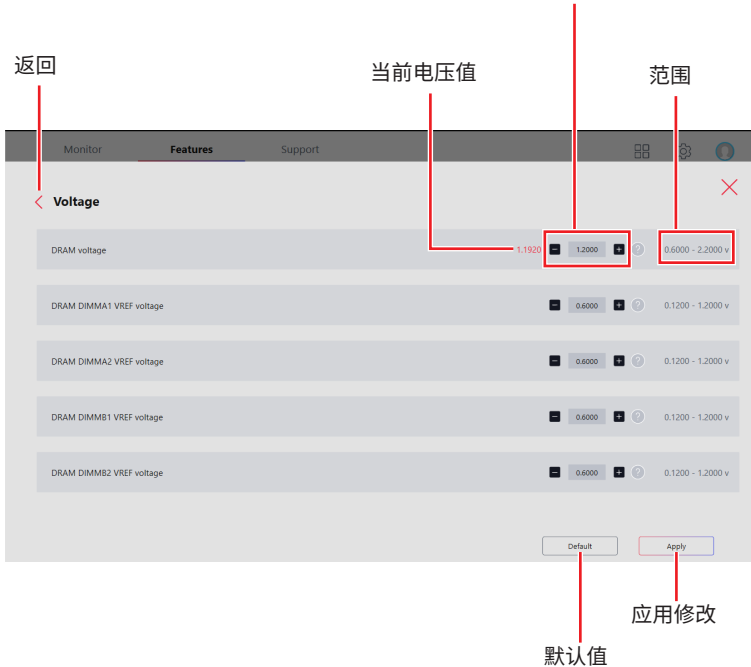 返回
当前电压值
范围
Monitor Features Support
Voltage
DRAM voltage 1.1920 - 1.2000 + ? 0.6000 - 2.2000 v
DRAM DIMMA1 VREF voltage - 0.6000 + ? 0.1200 - 1.2000 v
DRAM DIMMA2 VREF voltage - 0.6000 + ? 0.1200 - 1.2000 v
DRAM DIMMB1 VREF voltage - 0.6000 + ? 0.1200 - 1.2000 v
DRAM DIMMB2 VREF voltage - 0.6000 + ? 0.1200 - 1.2000 v
Default Apply
应用修改
默认值